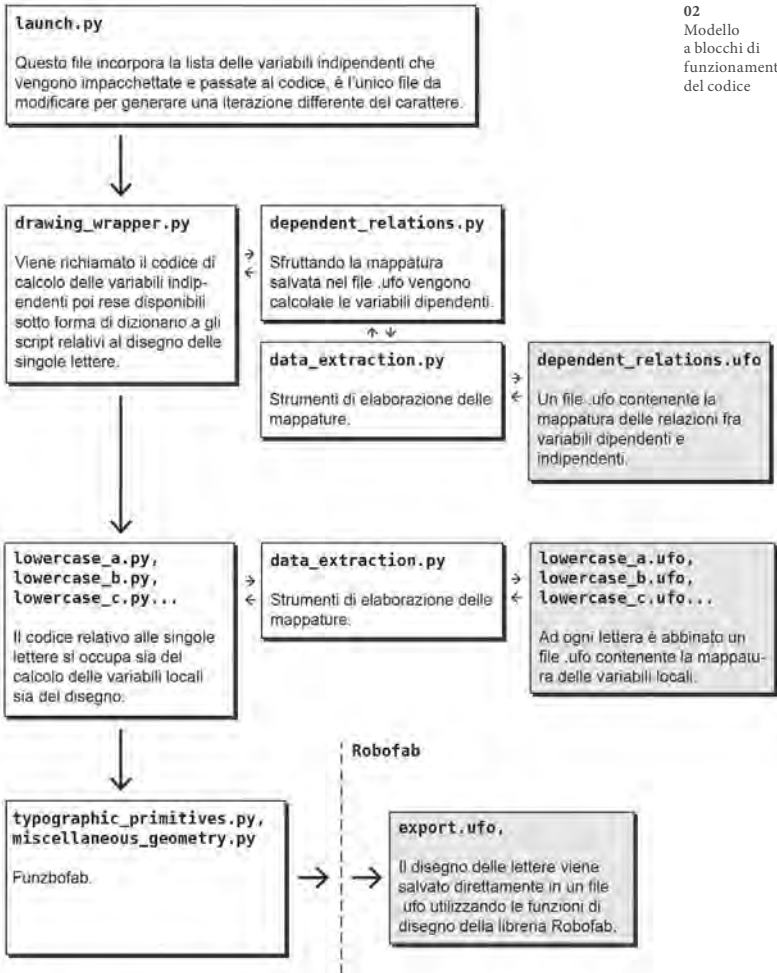 launch.py
Questo file incorpora la lista delle variabili indipendenti che
vengono impacchettate e passate al codice, è l'unico file da
modificare per generare una iterazione differente del carattere.
02
Modello
a blocchi di
funzionament
del codice
drawing_wrapper.py
Viene richiamato il codice di
calcolo delle variabili indip-
endenti poi rese disponibili
sotto forma di dizionario a gli
script relativi al disegno delle
singole lettere.
dependent_relations.py
Sfruttando la mappatura
salvata nel file .ufo vengono
calcolate le variabili dipendenti.
data_extraction.py
Strumenti di elaborazione delle
mappature.
dependent_relations.ufo
Un file .ufo contenente la
mappatura delle relazioni fra
variabili dipendenti e
indipendenti.
lowercase_a.py,
lowercase_b.py,
lowercase_c.py...
Il codice relativo alle singole
lettere si occupa sia del
calcolo delle variabili locali
sia del disegno.
data_extraction.py
Strumenti di elaborazione delle
mappature.
lowercase_a.ufo,
lowercase_b.ufo,
lowercase_c.ufo...
Ad ogni lettera è abbinato un
file .ufo contenente la mappatu-
ra delle variabili locali.
Robofab
typographic_primitives.py,
miscellaneous_geometry.py
Funzbofab.
export.ufo,
Il disegno delle lettere viene
salvato direttamente in un file
.ufo utilizzando le funzioni di
disegno della libreria Robofab.